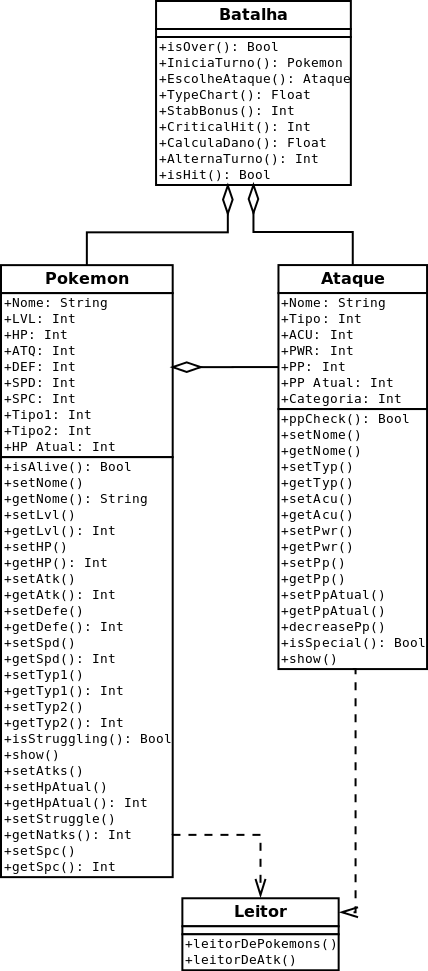 Batalha
+isOver(): Bool
+IniciaTurno(): Pokemon
+EscolheAtaque(): Ataque
+TypeChart(): Float
+StabBonus(): Int
+CriticalHit(): Int
+CalculaDano(): Float
+AlternaTurno(): Int
+isHit(): Bool
Pokemon
+Nome: String
+LVL: Int
+HP: Int
+ATQ: Int
+DEF: Int
+SPD: Int
+SPC: Int
+Tipo1: Int
+Tipo2: Int
+HP Atual: Int
+isAlive(): Bool
+setNome()
+getNome(): String
+setLvl()
+getLvl(): Int
+setHP()
+getHP(): Int
+setAtk()
+getAtk(): Int
+setDefe()
+getDefe(): Int
+setSpd()
+getSpd(): Int
+setTyp1()
+getTyp1(): Int
+setTyp2()
+getTyp2(): Int
+isStruggling(): Bool
+show()
+setAtks()
+setHpAtual()
+getHpAtual(): Int
+setStruggle()
+getNatks(): Int
+setSpc()
+getSpc(): Int
Ataque
+Nome: String
+Tipo: Int
+ACU: Int
+PWR: Int
+PP: Int
+PP Atual: Int
+Categoria: Int
+ppCheck(): Bool
+setNome()
+getNome()
+setTyp()
+getTyp()
+setAcu()
+getAcu()
+setPwr()
+getPwr()
+setPp()
+getPp()
+setPpAtual()
+getPpAtual()
+decreasePp()
+isSpecial(): Bool
+show()
Leitor
+leitorDePokemons()
+leitorDeAtk()